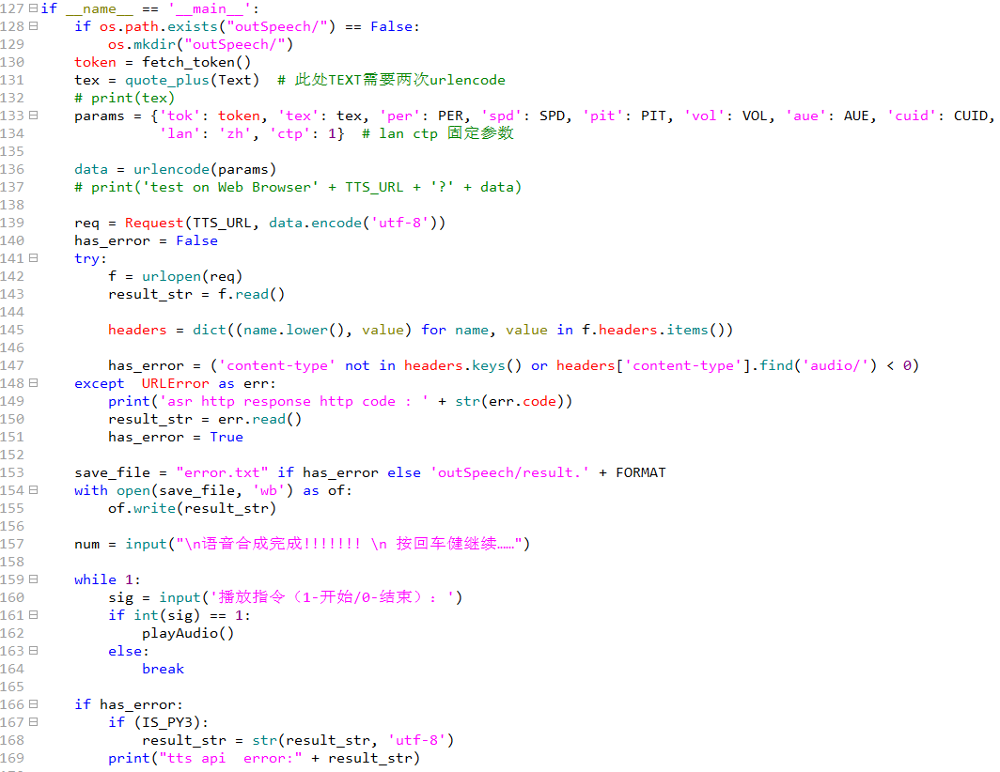 127 if __name__ == '__main__':
128     if os.path.exists("outSpeech/") == False:
129         os.mkdir("outSpeech/")
130     token = fetch_token()
131     tex = quote_plus(Text)  # 此处TEXT需要两次urlencode
132     # print(tex)
133     params = {'tok': token, 'tex': tex, 'per': PER, 'spd': SPD, 'pit': PIT, 'vol': VOL, 'aue': AUE, 'cuid': CUID,
134               'lan': 'zh', 'ctp': 1}  # lan ctp 固定参数
135
136     data = urlencode(params)
137     # print('test on Web Browser' + TTS_URL + '?' + data)
138
139     req = Request(TTS_URL, data.encode('utf-8'))
140     has_error = False
141     try:
142         f = urlopen(req)
143         result_str = f.read()
144
145         headers = dict((name.lower(), value) for name, value in f.headers.items())
146
147         has_error = ('content-type' not in headers.keys() or headers['content-type'].find('audio/') < 0)
148     except  URLError as err:
149         print('asr http response http code : ' + str(err.code))
150         result_str = err.read()
151         has_error = True
152
153     save_file = "error.txt" if has_error else 'outSpeech/result.' + FORMAT
154     with open(save_file, 'wb') as of:
155         of.write(result_str)
156
157     num = input("\n语音合成完成!!!!!!! \n 按回车健继续……")
158
159     while 1:
160         sig = input('播放指令（1-开始/0-结束）：')
161         if int(sig) == 1:
162             playAudio()
163         else:
164             break
165
166     if has_error:
167         if (IS_PY3):
168             result_str = str(result_str, 'utf-8')
169         print("tts api  error:" + result_str)